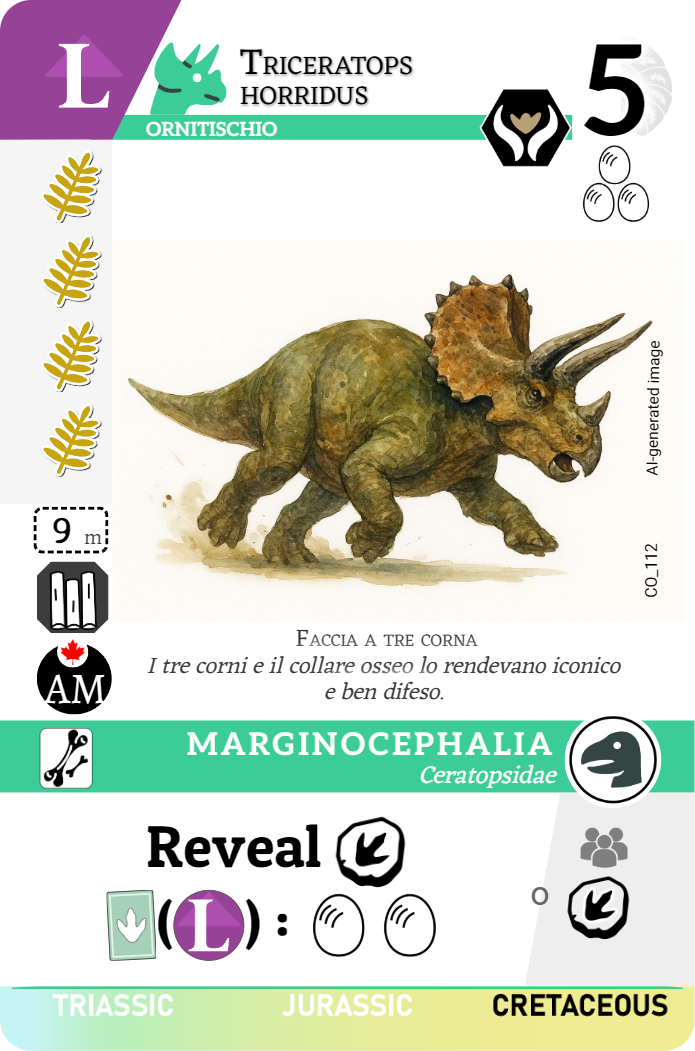 L
Triceratops
horridus
5
ORNITISCHIO
AI-generated image
CO_112
9 m
AM
Faccia a tre corna
I tre corni e il collare osseo lo rendevano iconico
e ben difeso.
MARGINOCEPHALIA
Ceratopsidae
Reveal
(L) :
o
TRIASSIC JURASSIC CRETACEOUS